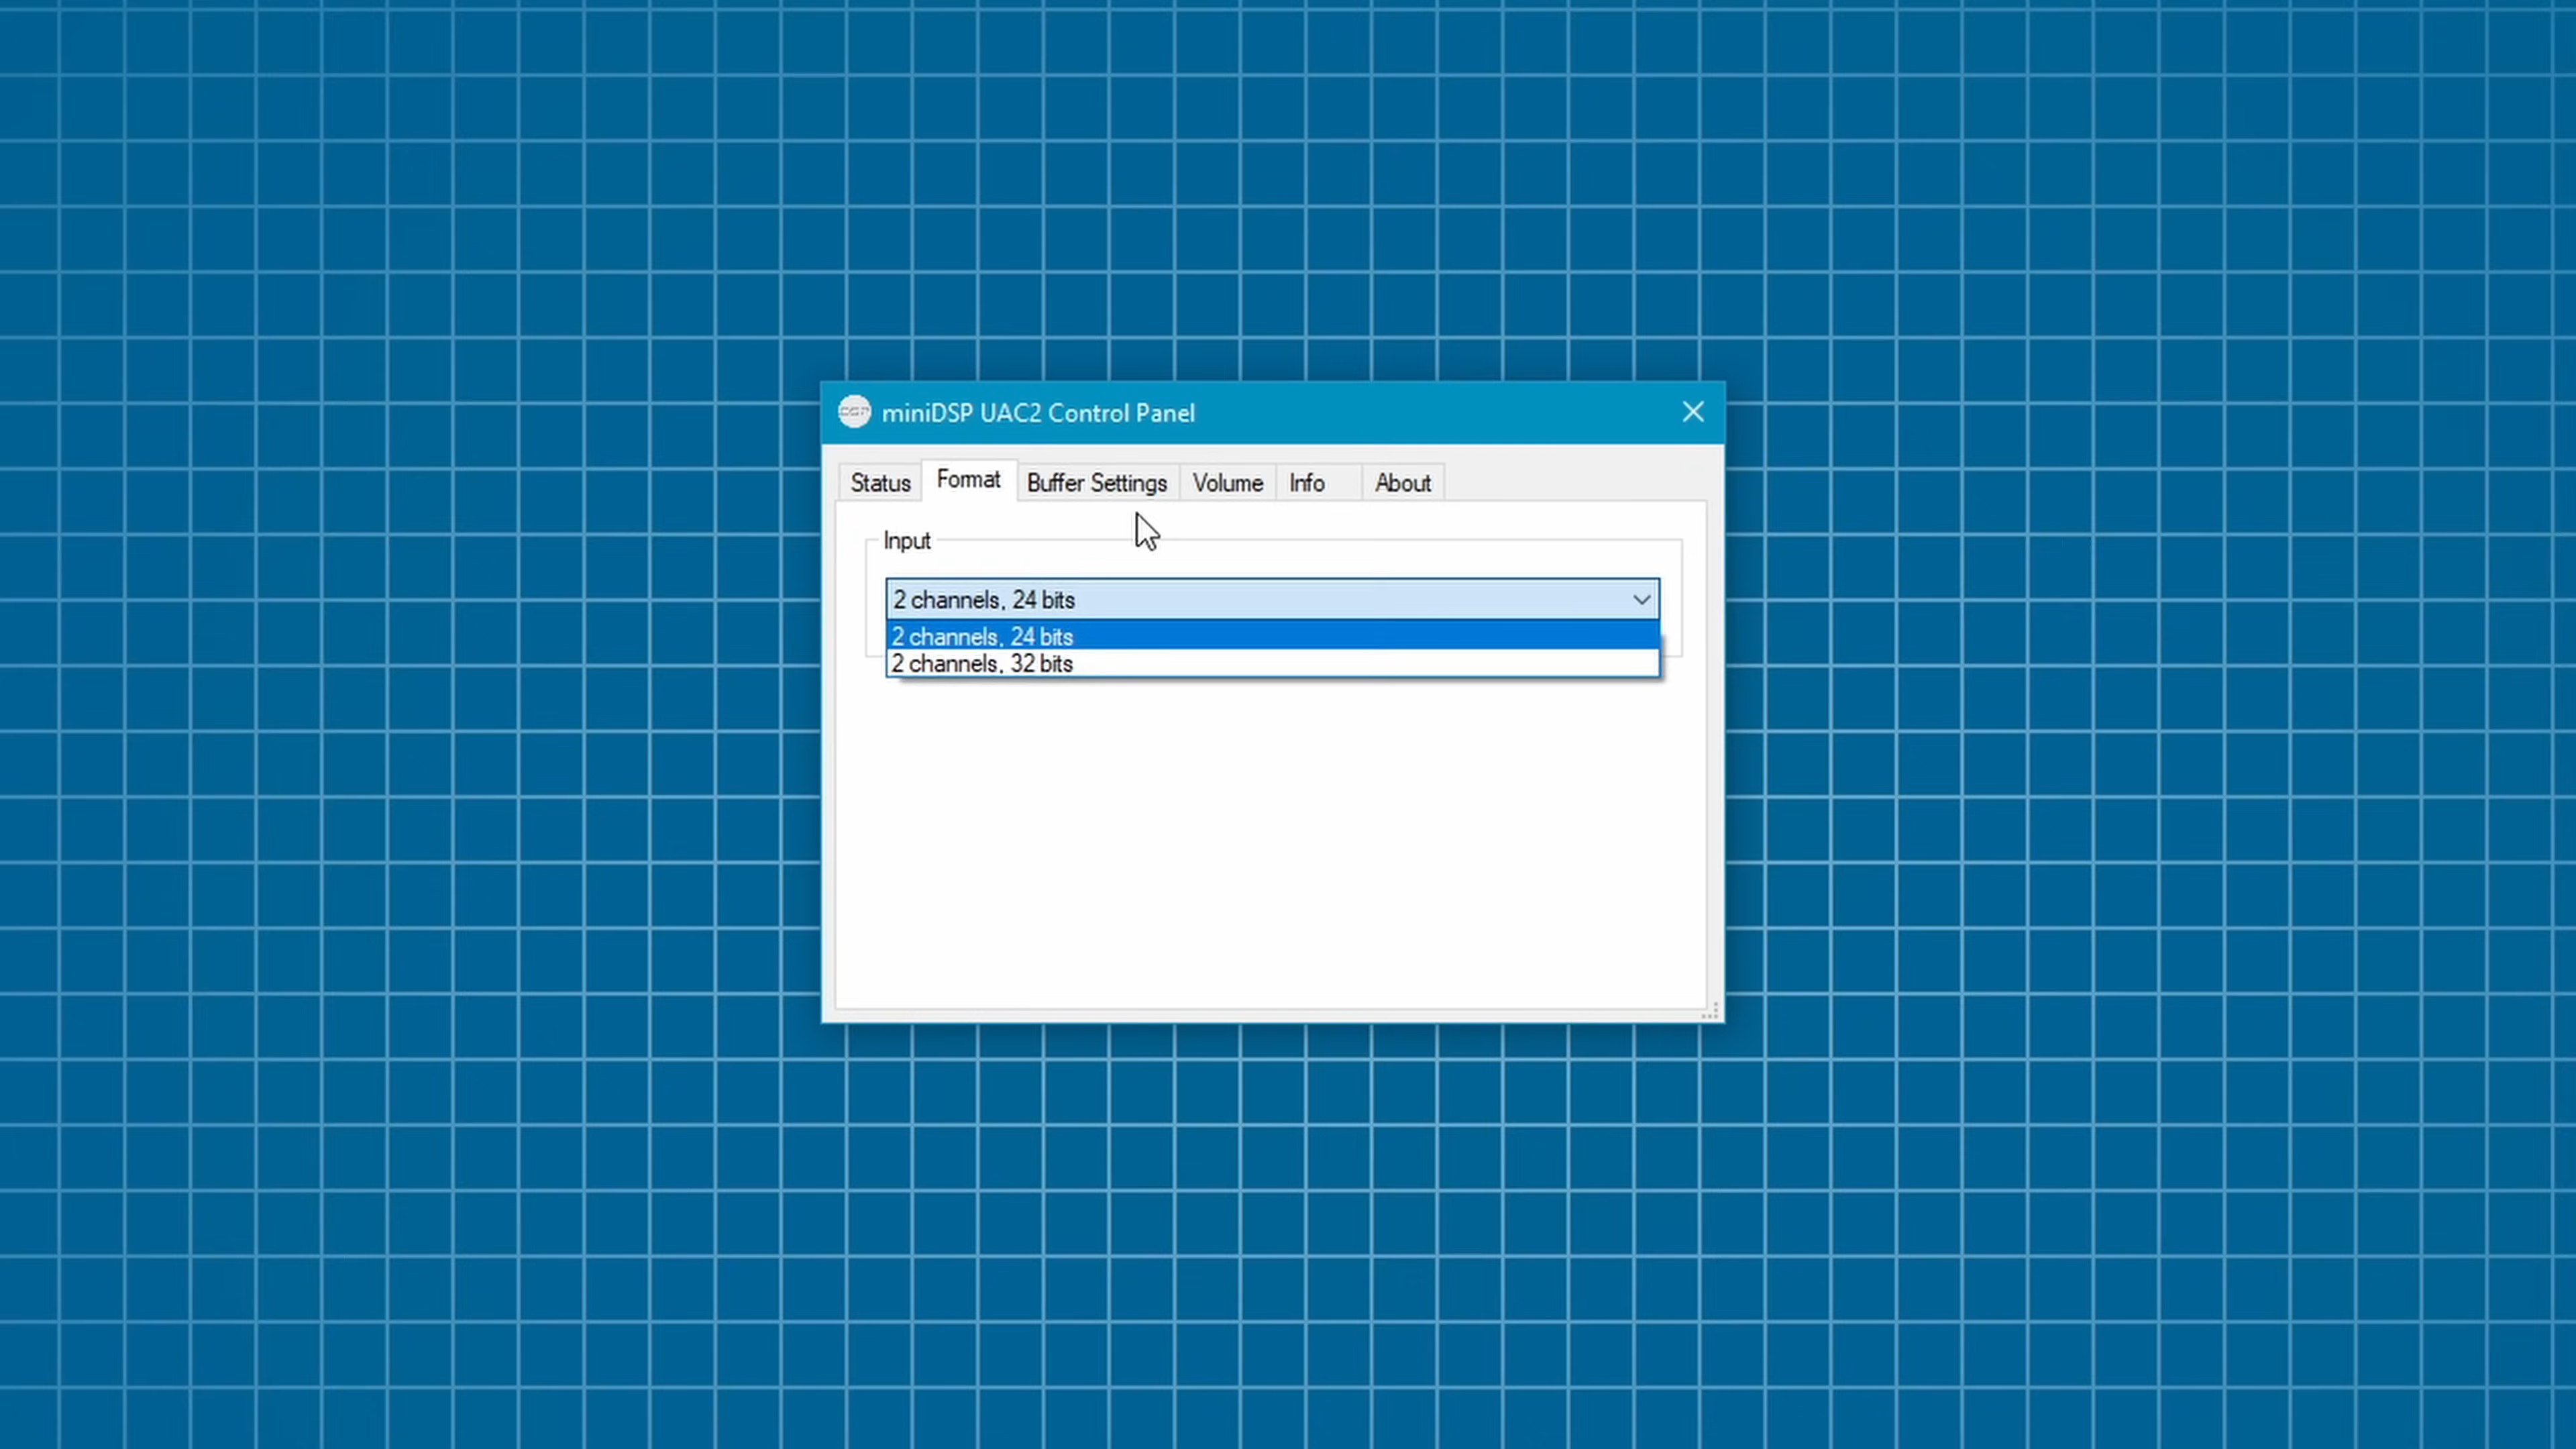 miniDSP UAC2 Control Panel
Status Format Buffer Settings Volume Info About
Input
2 channels, 24 bits
2 channels, 24 bits
2 channels, 32 bits